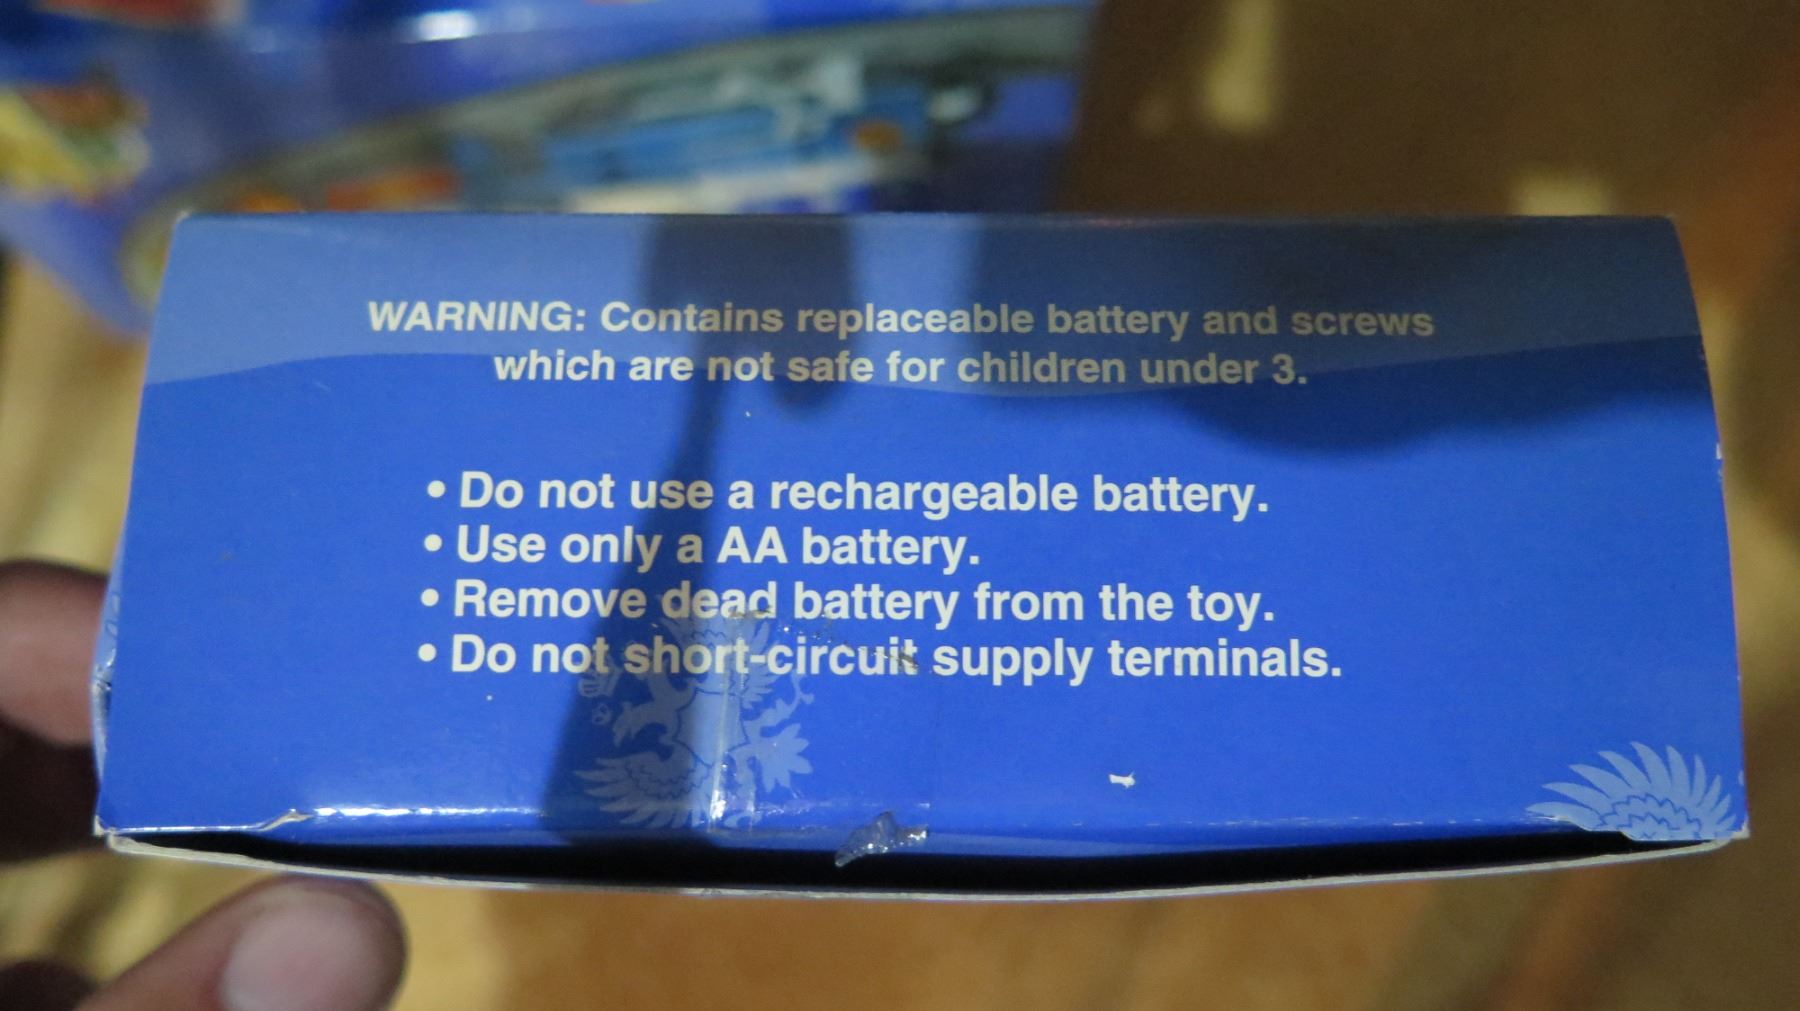 WARNING: Contains replaceable battery and screws
which are not safe for children under 3.
• Do not use a rechargeable battery.
• Use only a AA battery.
• Remove dead battery from the toy.
• Do not short-circuit supply terminals.